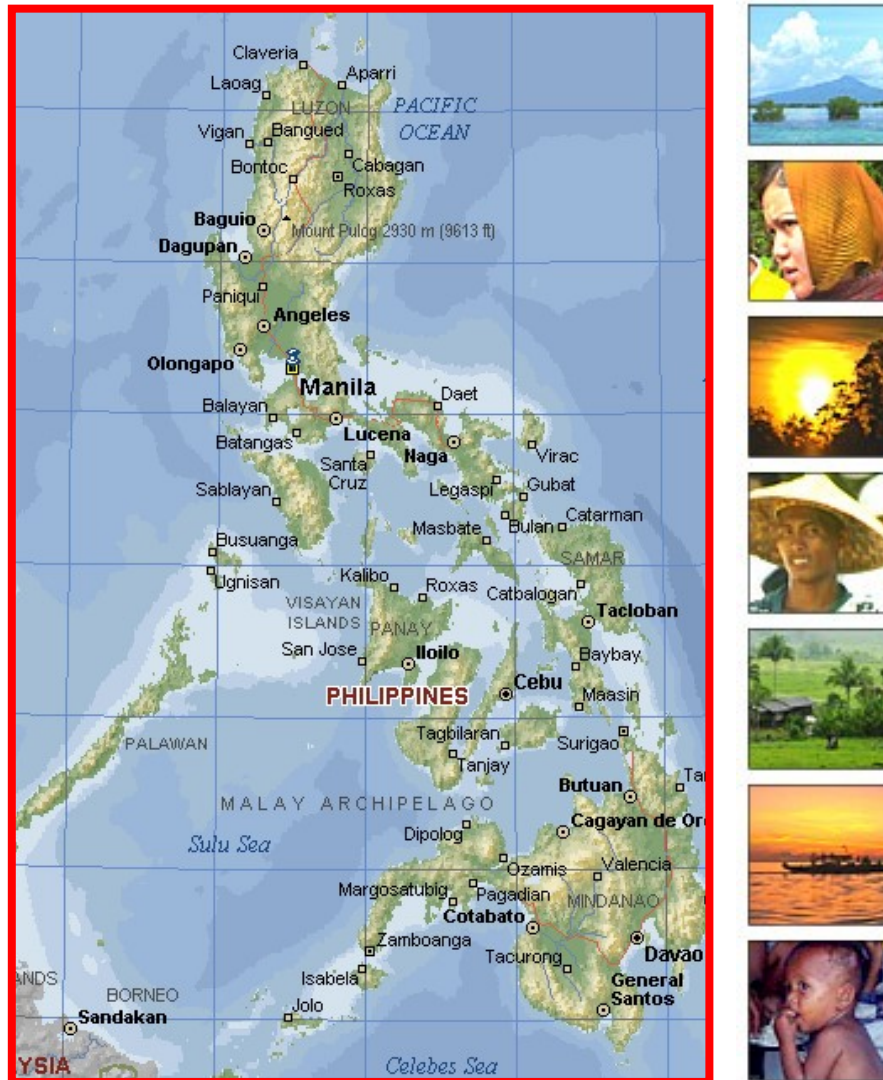 Claveria
Aparri
Laoag
LUZON
PACIFIC
OCEAN
Vigan
Bangued
Cabagan
Bontoc
Roxas
Baguio
Mount Pulog 2930 m (9613 ft)
Dagupan
Paniqui
Angeles
Olongapo
Manila
Daet
Balayan
Lucena
Batangas
Naga
Virac
Santa
Cruz
Legaspi
Gubat
Sablayan
Masbate
Bulan
Catarman
Busuanga
SAMAR
Ugnisan
Kalibo
Roxas
Catbalogan
VISAYAN
ISLANDS
PANAY
Tacloban
San Jose
Iloilo
Baybay
Cebu
PHILIPPINES
Maasin
Tagbilaran
Surigao
PALAWAN
Tanjay
Butuan
Ta
MALAY ARCHIPELAGO
Dipolog
Cagayan de Or
Sulu Sea
Ozamis
Valencia
Margosatubig
Pagadian
MINDANAO
Cotabato
Zamboanga
Davao
Tacurong
Isabela
General
Santos
ANDS
BORNEO
Jolo
Sandakan
YSIA
Celebes Sea